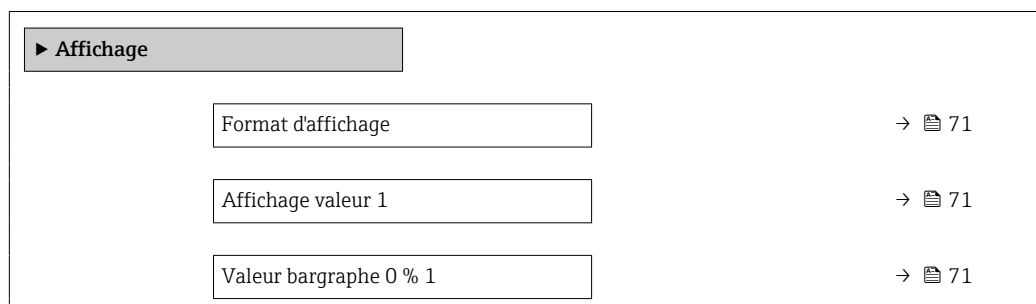 ▶ Affichage
Format d'affichage → 71
Affichage valeur 1 → 71
Valeur bargraphe 0 % 1 → 71